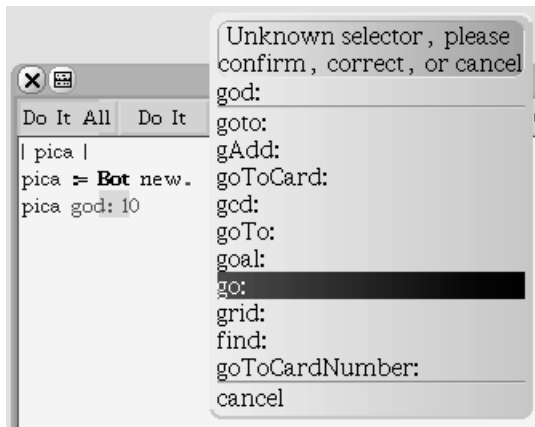 Unknown selector, please
confirm, correct, or cancel
god:
goto:
gAdd:
goToCard:
gcd:
goTo:
goal:
go:
grid:
find:
goToCardNumber:
cancel
Do It All Do It
| pica |
pica := Bot new.
pica god: 10